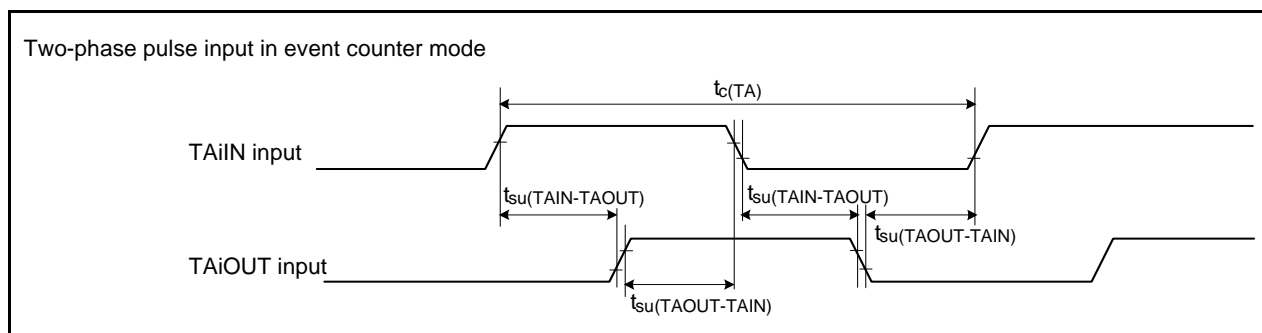 Two-phase pulse input in event counter mode
tc(TA)
TAiIN input
tsu(TAIN-TAOUT)
tsu(TAIN-TAOUT)
tsu(TAOUT-TAIN)
TAiOUT input
tsu(TAOUT-TAIN)